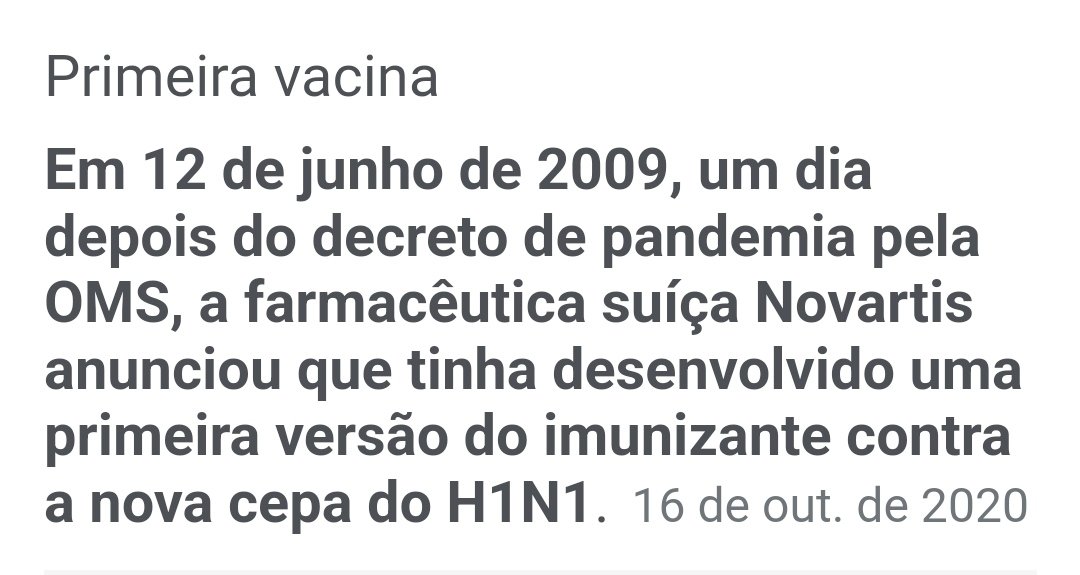 Primeira vacina
Em 12 de junho de 2009, um dia
depois do decreto de pandemia pela
OMS, a farmacêutica suíça Novartis
anunciou que tinha desenvolvido uma
primeira versão do imunizante contra
a nova cepa do H1N1. 16 de out. de 2020